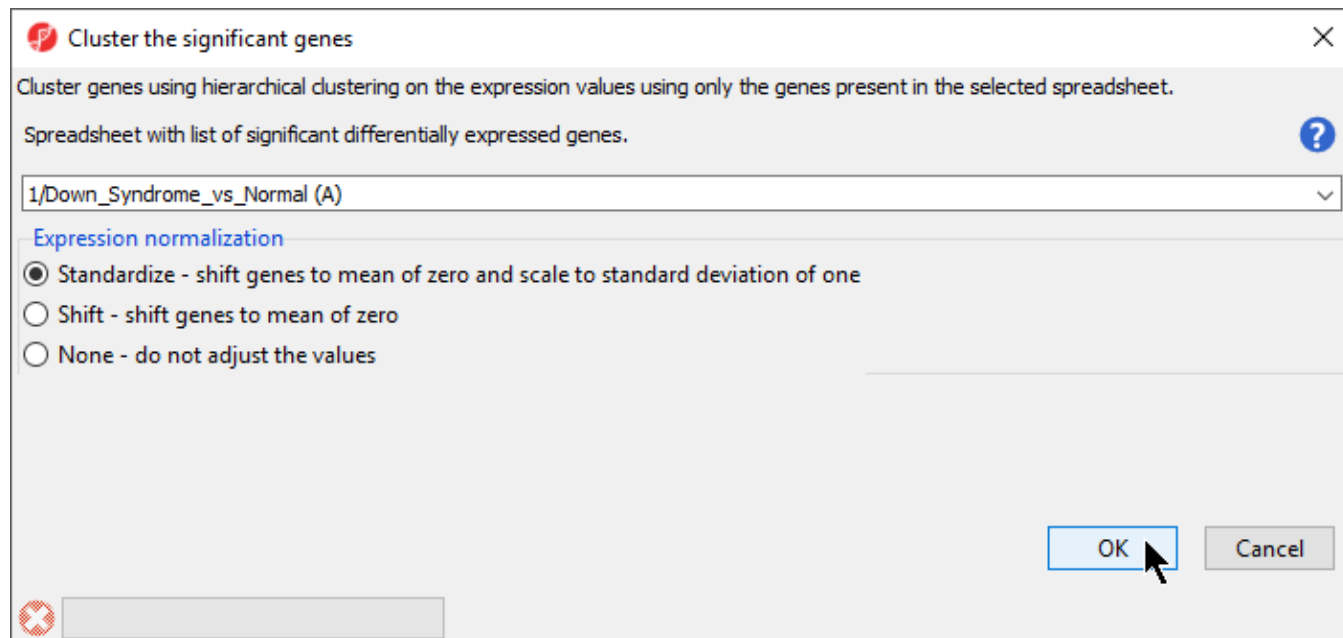 Cluster the significant genes
Cluster genes using hierarchical clustering on the expression values using only the genes present in the selected spreadsheet.
Spreadsheet with list of significant differentially expressed genes.
?
1/Down_Syndrome_vs_Normal (A)
Expression normalization
Standardize - shift genes to mean of zero and scale to standard deviation of one
Shift - shift genes to mean of zero
None - do not adjust the values
OK
Cancel